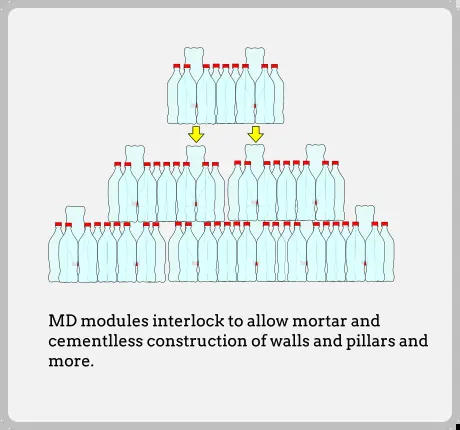 MD modules interlock to allow mortar and
cementlless construction of walls and pillars and
more.